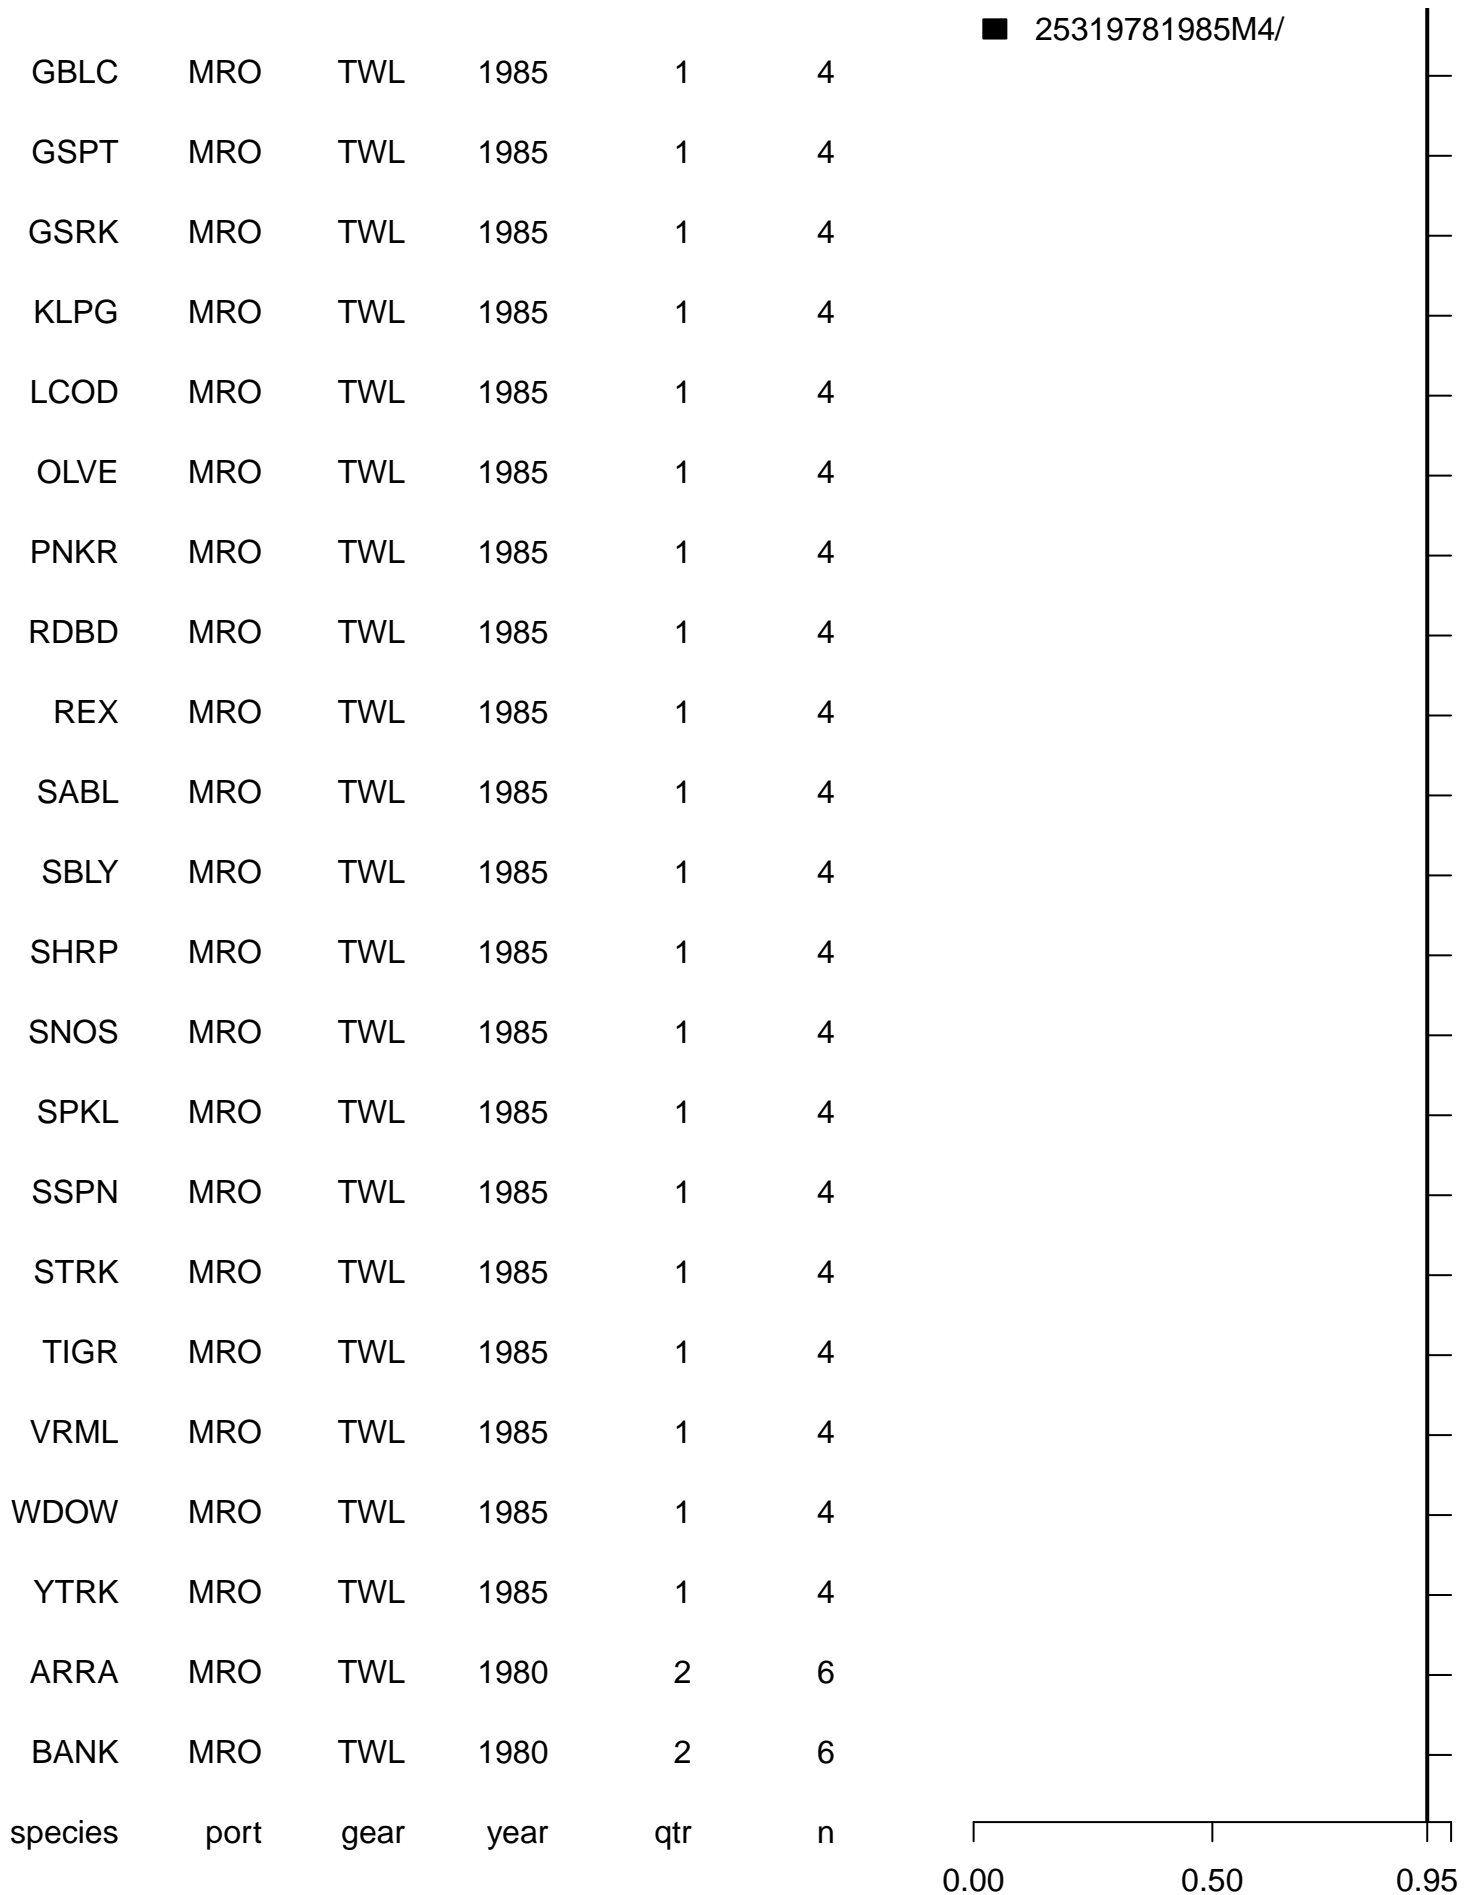 25319781985M4/
GBLC MRO TWL 1985 1 4
GSPT MRO TWL 1985 1 4
GSRK MRO TWL 1985 1 4
KLPG MRO TWL 1985 1 4
LCOD MRO TWL 1985 1 4
OLVE MRO TWL 1985 1 4
PNKR MRO TWL 1985 1 4
RDBD MRO TWL 1985 1 4
REX MRO TWL 1985 1 4
SABL MRO TWL 1985 1 4
SBLY MRO TWL 1985 1 4
SHRP MRO TWL 1985 1 4
SNOS MRO TWL 1985 1 4
SPKL MRO TWL 1985 1 4
SSPN MRO TWL 1985 1 4
STRK MRO TWL 1985 1 4
TIGR MRO TWL 1985 1 4
VRML MRO TWL 1985 1 4
WDOW MRO TWL 1985 1 4
YTRK MRO TWL 1985 1 4
ARRA MRO TWL 1980 2 6
BANK MRO TWL 1980 2 6
species port gear year qtr n
0.00 0.50 0.95